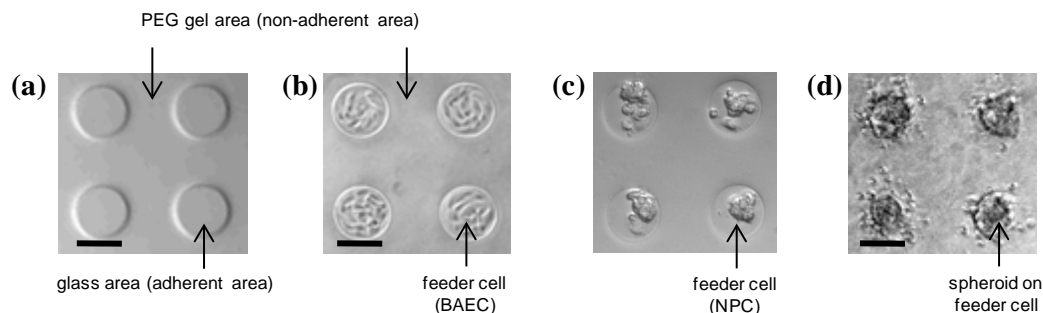 PEG gel area (non-adherent area)
(a)
(b)
(c)
(d)
glass area (adherent area)
feeder cell
(BAEC)
feeder cell
(NPC)
spheroid on
feeder cell